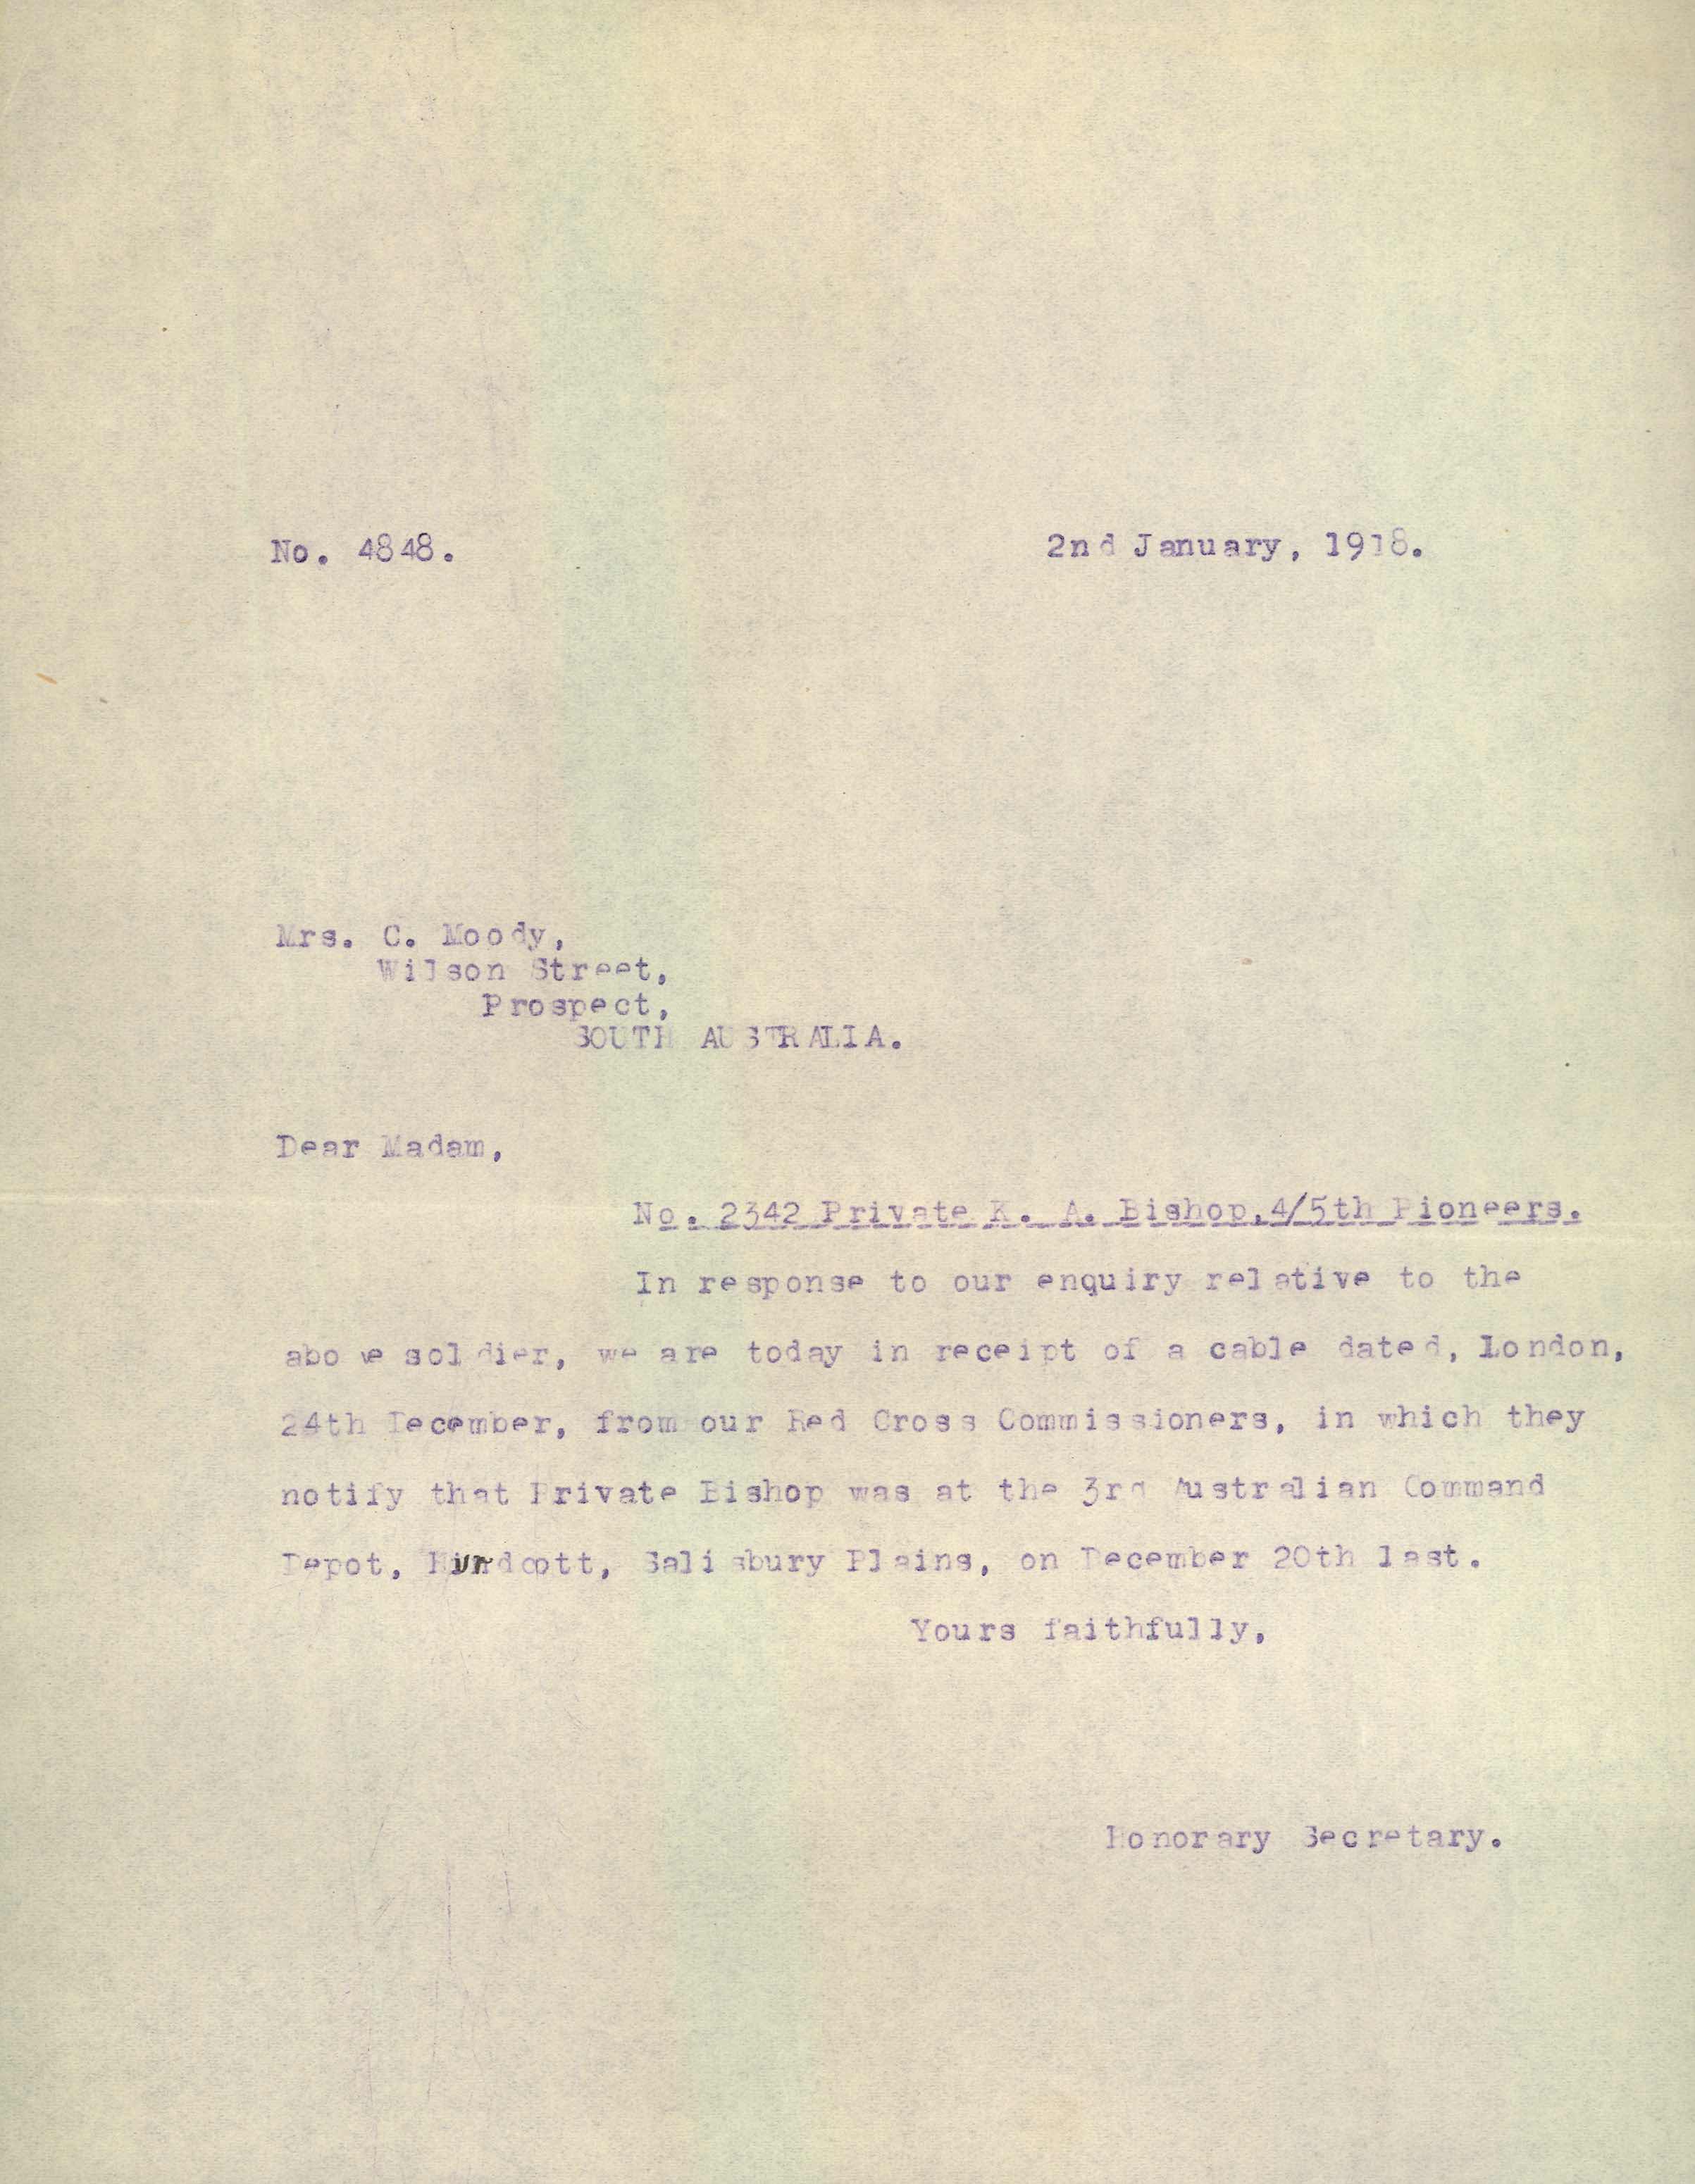 No. 4848.
2nd January, 1918.
Mrs. C. Moody,
Wilson Street,
Prospect,
SOUTH AUSTRALIA.
Dear Madam,
No. 2342 Private K. A. Bishop, 4/5th Pioneers.
In response to our enquiry relative to the
above soldier, we are today in receipt of a cable dated, London,
24th December, from our Red Cross Commissioners, in which they
notify that Private Bishop was at the 3rd Australian Command
Depot, Hurdcott, Salisbury Plains, on December 20th last.
Yours faithfully,
Honorary Secretary.